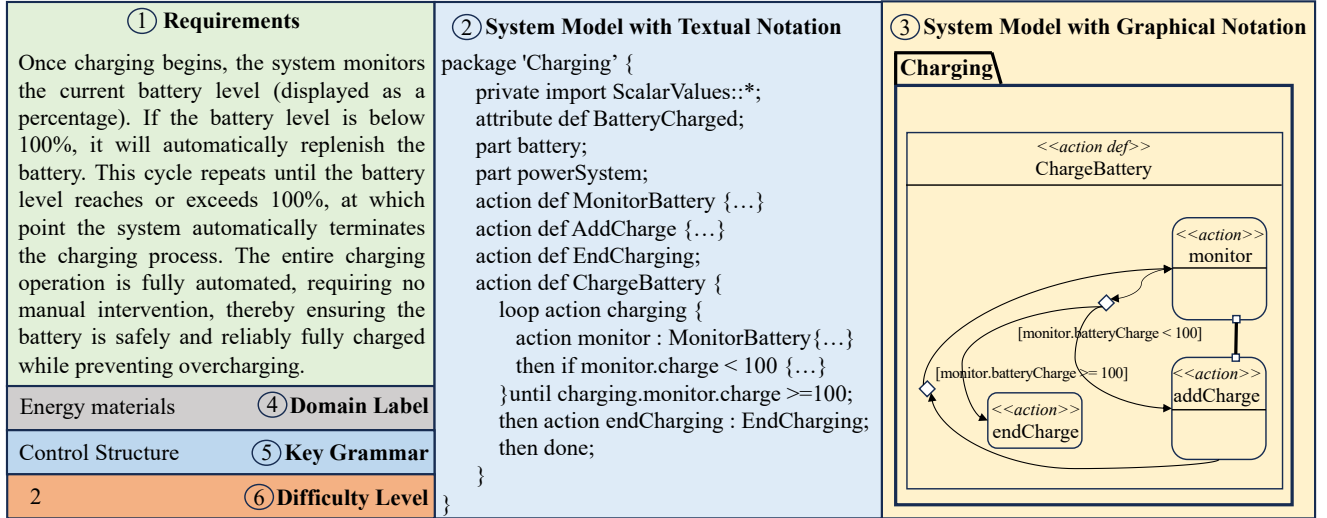 ① Requirements
Once charging begins, the system monitors
the current battery level (displayed as a
percentage). If the battery level is below
100%, it will automatically replenish the
battery. This cycle repeats until the battery
level reaches or exceeds 100%, at which
point the system automatically terminates
the charging process. The entire charging
operation is fully automated, requiring no
manual intervention, thereby ensuring the
battery is safely and reliably fully charged
while preventing overcharging.
Energy materials ④ Domain Label
Control Structure ⑤ Key Grammar
2 ⑥ Difficulty Level
② System Model with Textual Notation
package 'Charging’ {
private import ScalarValues::*;
attribute def BatteryCharged;
part battery;
part powerSystem;
action def MonitorBattery {…}
action def AddCharge {…}
action def EndCharging;
action def ChargeBattery {
loop action charging {
action monitor : MonitorBattery{…}
then if monitor.charge < 100 {…}
}until charging.monitor.charge >=100;
then action endCharging : EndCharging;
then done;
}
}
③ System Model with Graphical Notation
Charging
<<action def>>
ChargeBattery
<<action>>
monitor
[monitor.batteryCharge < 100]
[monitor.batteryCharge >= 100]
<<action>>
addCharge
<<action>>
endCharge